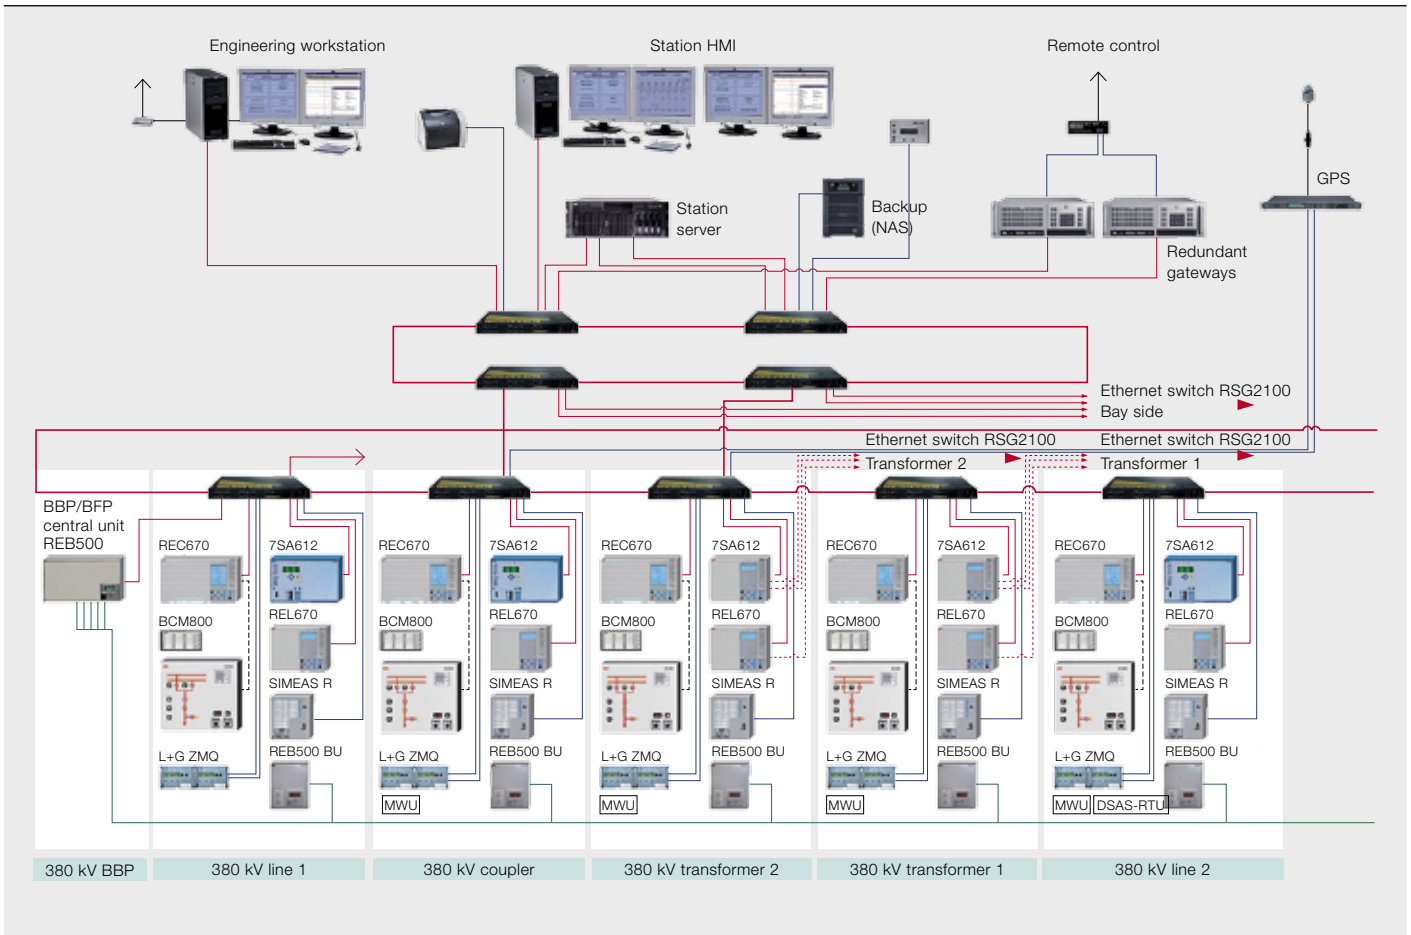 Engineering workstation
Station HMI
Remote control
GPS
Station
server
Backup
(NAS)
Redundant
gateways
Ethernet switch RSG2100
Bay side
Ethernet switch RSG2100
Transformer 2
Ethernet switch RSG2100
Transformer 1
BBP/BFP
central unit
REB500
REC670
7SA612
BCM800
REL670
SIMEAS R
L+G ZMQ
REB500 BU
REC670
7SA612
BCM800
REL670
SIMEAS R
L+G ZMQ
REB500 BU
MWU
REC670
7SA612
BCM800
REL670
SIMEAS R
L+G ZMQ
REB500 BU
MWU
REC670
7SA612
BCM800
REL670
SIMEAS R
L+G ZMQ
REB500 BU
MWU
REC670
7SA612
BCM800
REL670
SIMEAS R
L+G ZMQ
REB500 BU
MWU
DSAS-RTU
380 kV BBP
380 kV line 1
380 kV coupler
380 kV transformer 2
380 kV transformer 1
380 kV line 2